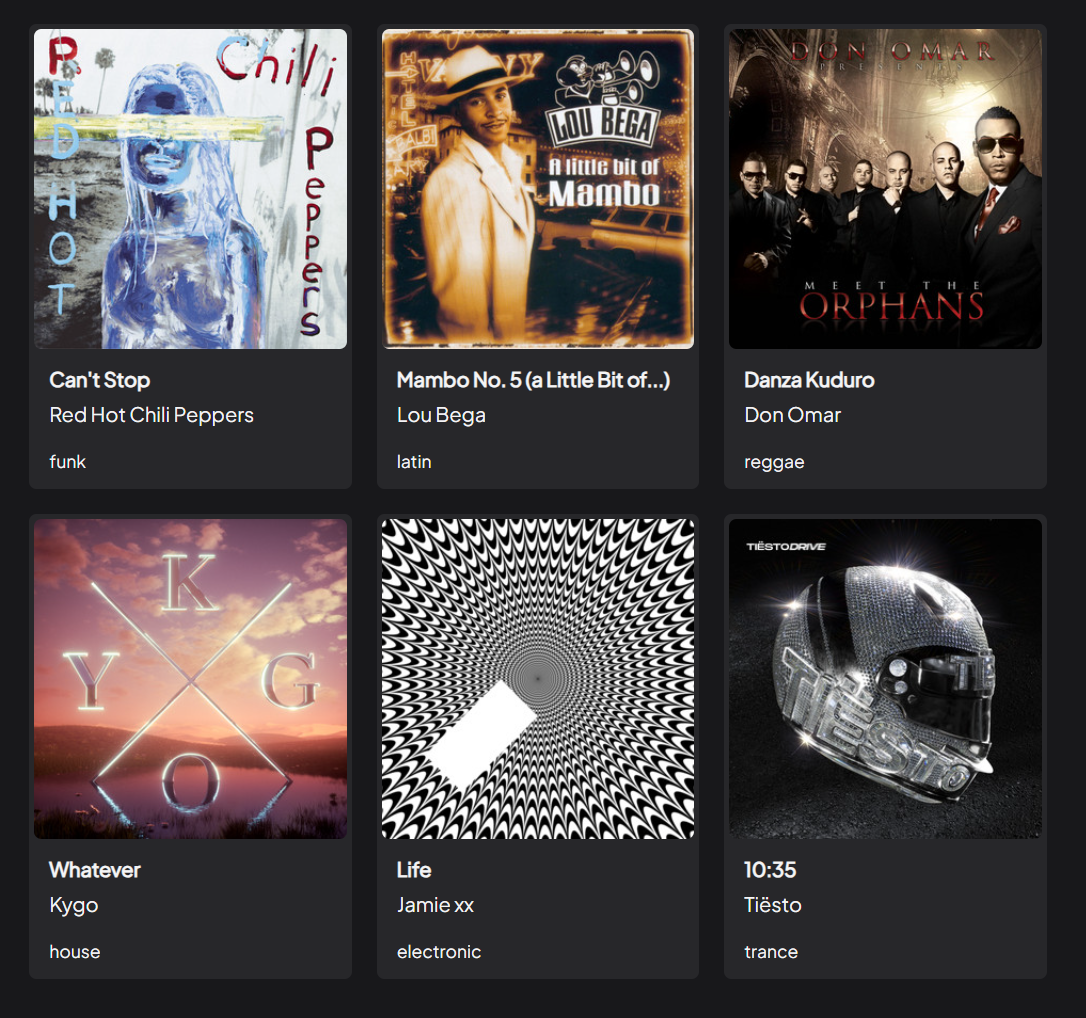 RED HOT
Chili
Peppers
LOU BEGA
A little bit of
Mambo
DON OMAR
PRESENTS
MEET THE
ORPHANS
Can't Stop
Red Hot Chili Peppers
funk
Mambo No. 5 (a Little Bit of...)
Lou Bega
latin
Danza Kuduro
Don Omar
reggae
K
Y
G
O
TIËSTO DRIVE
TIËSTO
Whatever
Kygo
house
Life
Jamie xx
electronic
10:35
Tiësto
trance